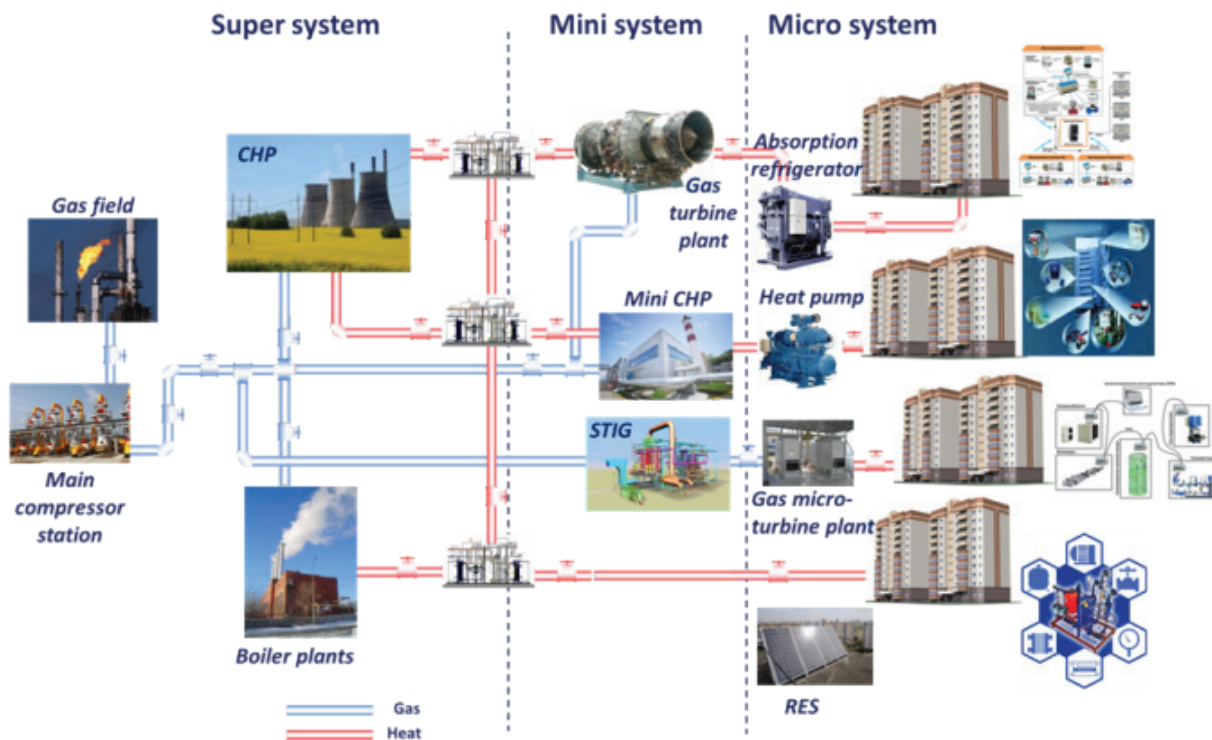 Super system
Mini system
Micro system
CHP
Absorption
refrigerator
Gas field
Gas
turbine
plant
Mini CHP
Heat pump
STIG
Main
compressor
station
Gas micro-
turbine plant
Boiler plants
RES
Gas
Heat